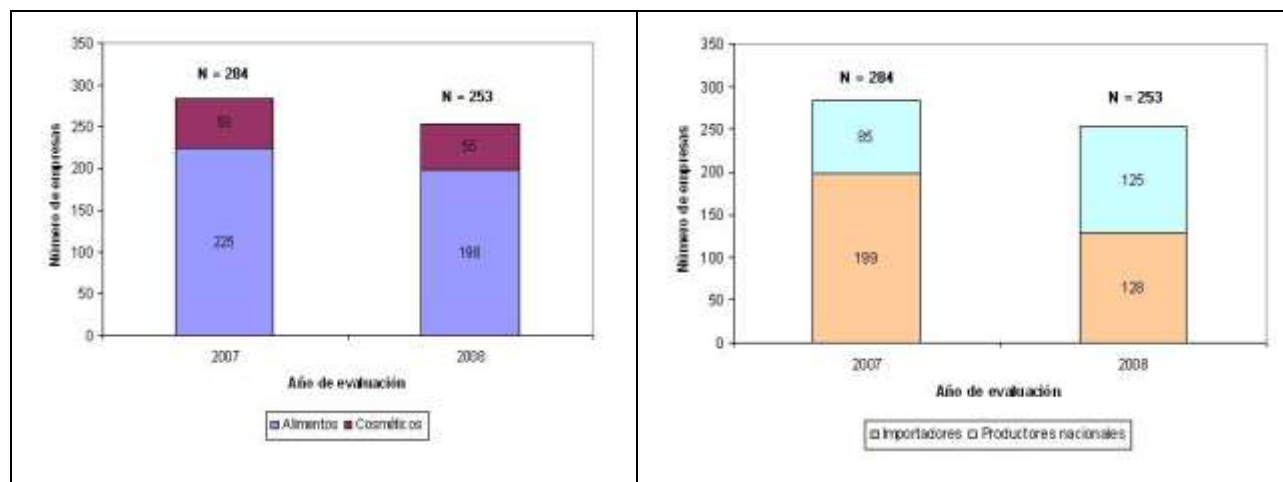 350
300
250
200
150
100
50
0
Número de empresas
N = 284
N = 253
59
55
225
198
2007
2008
Año de evaluación
Alimentos Cosméticos
350
300
250
200
150
100
50
0
Número de empresas
N = 284
N = 253
85
125
199
128
2007
2008
Año de evaluación
Importadores Productores nacionales